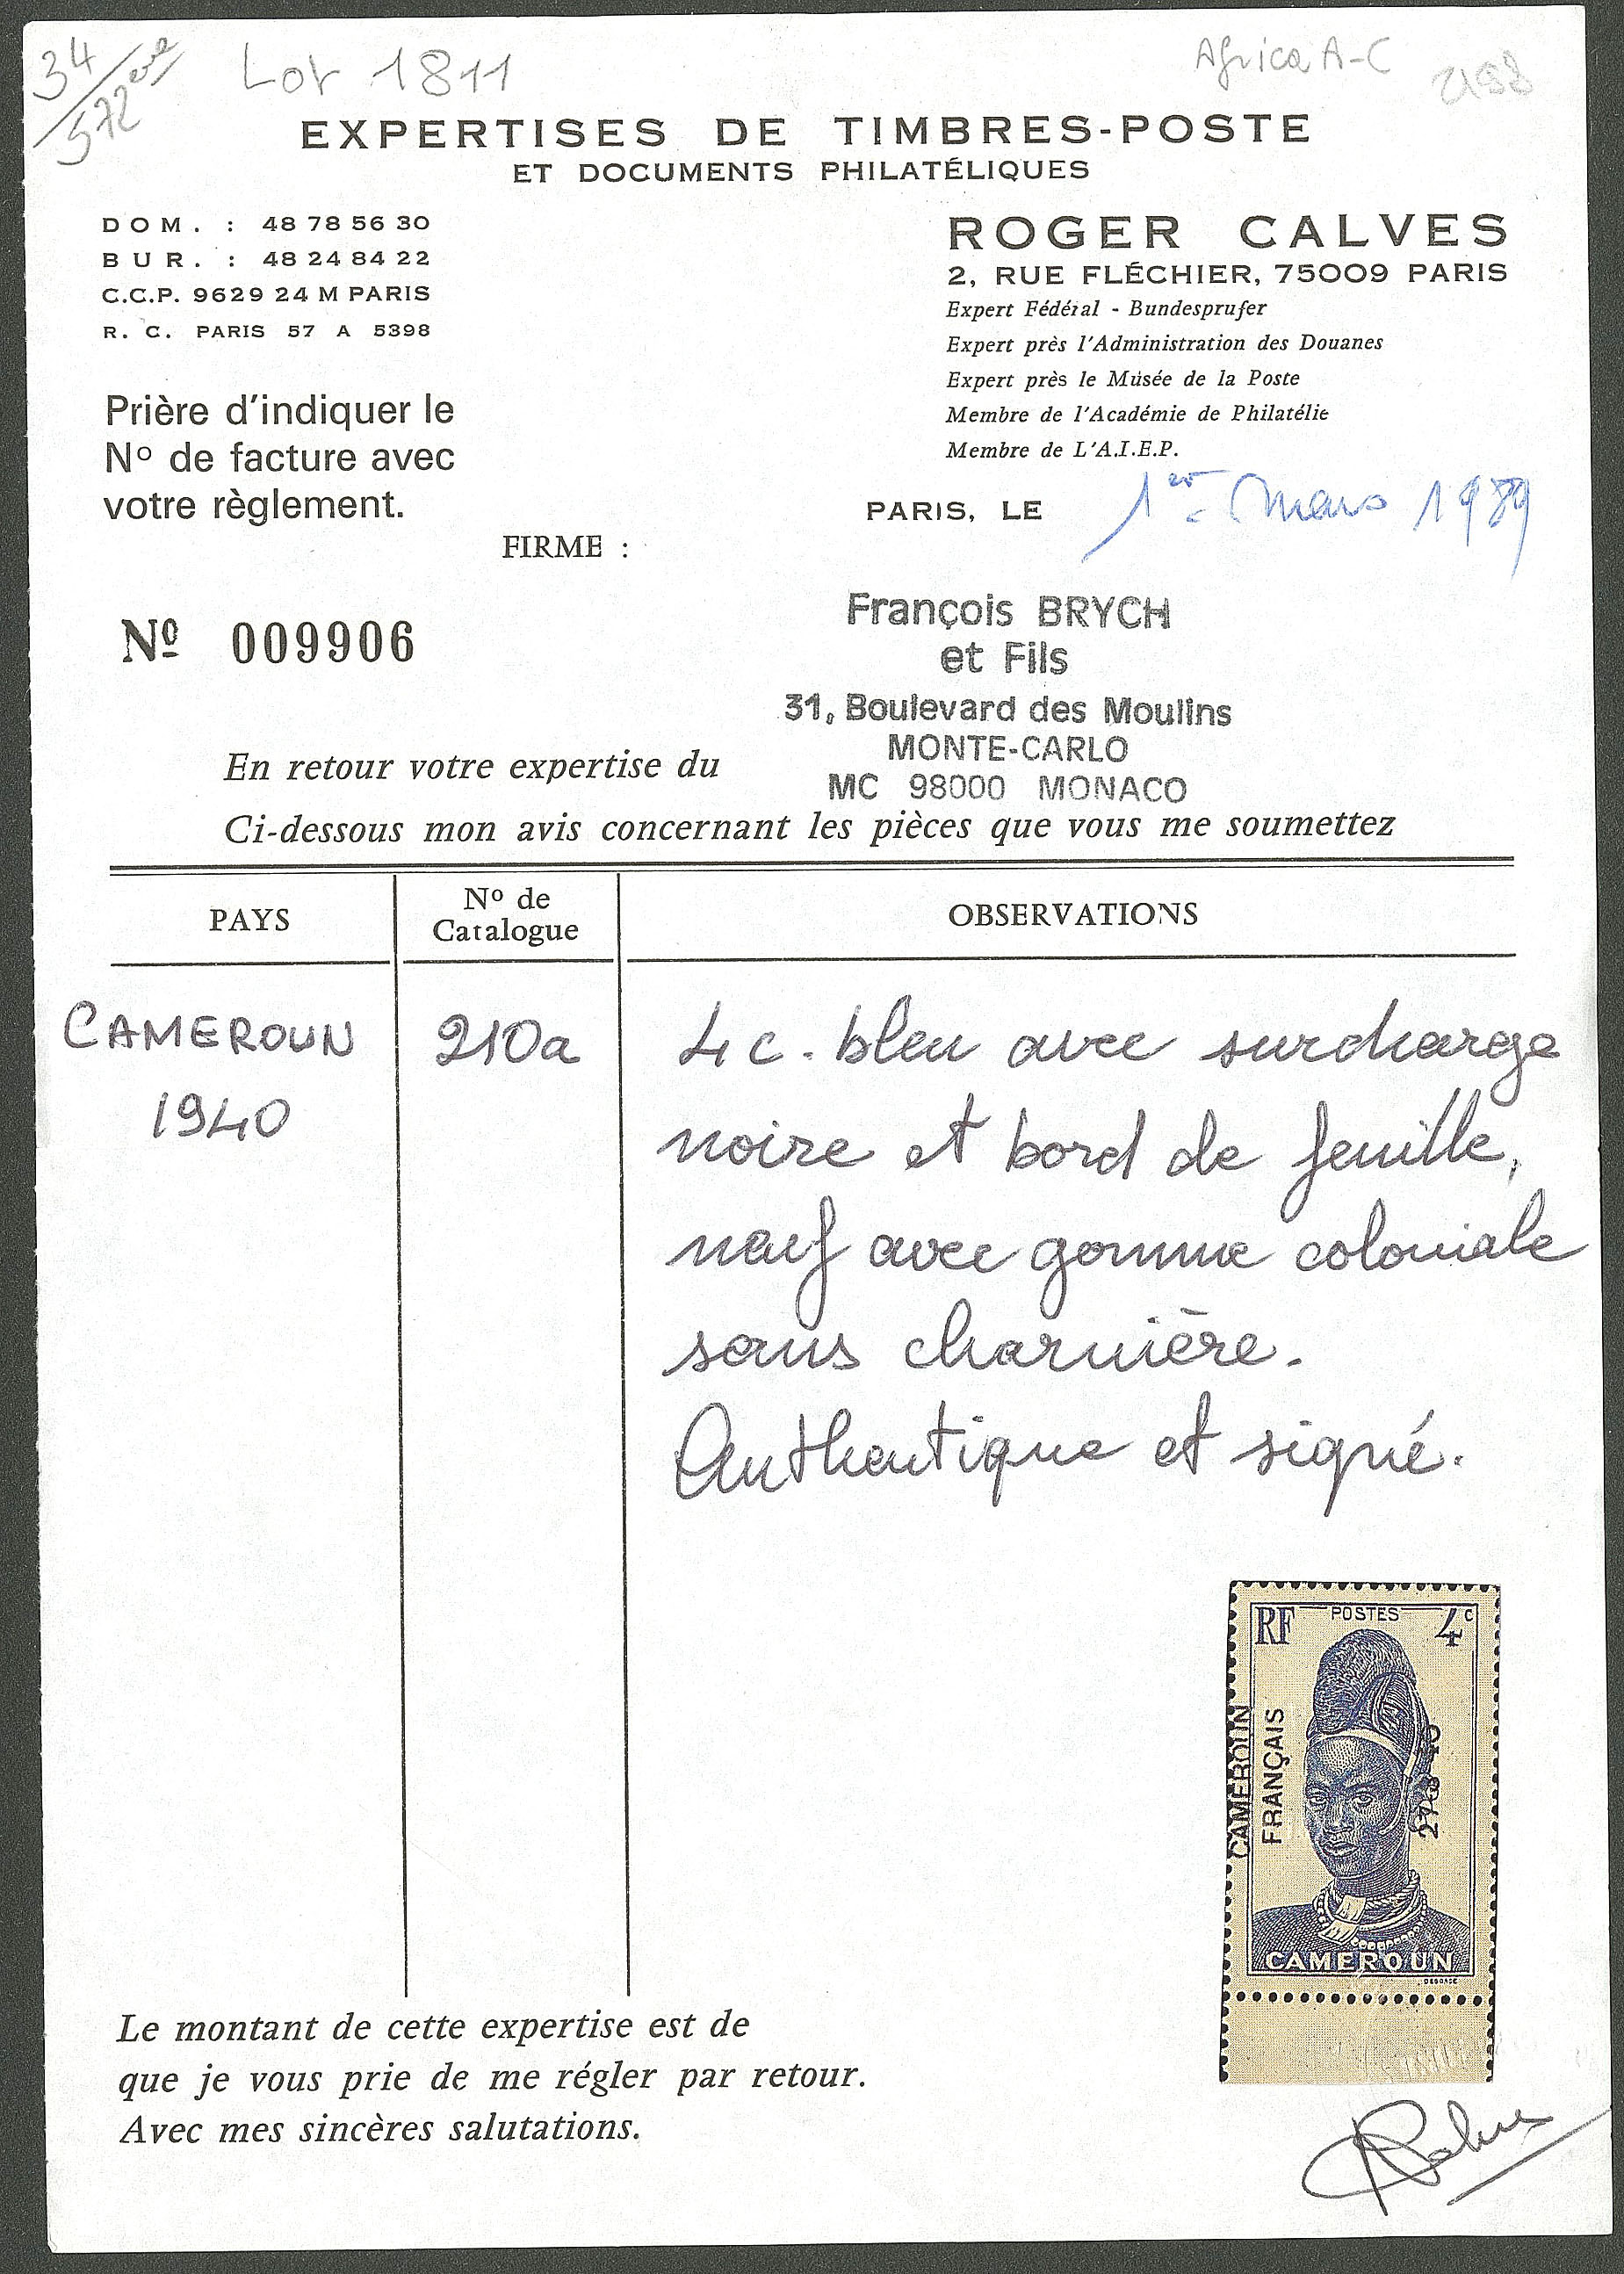 34/572
Lot 1811
Africa A-C
2198
EXPERTISES DE TIMBRES-POSTE
ET DOCUMENTS PHILATÉLIQUES
DOM. : 48 78 56 30
BUR. : 48 24 84 22
C.C.P. 9629 24 M PARIS
R. C. PARIS 57 A 5398
ROGER CALVES
2, RUE FLÉCHIER, 75009 PARIS
Expert Fédéral - Bundesprufer
Expert près l'Administration des Douanes
Expert près le Musée de la Poste
Membre de l'Académie de Philatélie
Membre de L'A.I.E.P.
Prière d'indiquer le
Nº de facture avec
votre règlement.
PARIS, LE 1er Mars 1989
FIRME :
François BRYCH
et Fils
31, Boulevard des Moulins
MONTE-CARLO
MC 98000 MONACO
Nº 009906
En retour votre expertise du
Ci-dessous mon avis concernant les pièces que vous me soumettez
PAYS
Nº de
Catalogue
OBSERVATIONS
CAMEROUN
1940
210a
4 c. bleu avec surcharge
noire et bord de feuille,
neuf avec gomme coloniale
sans charnière.
Authentique et signé.
RF POSTES 4c
CAMEROUN
FRANÇAIS
27-8-40
CAMEROUN
Le montant de cette expertise est de
que je vous prie de me régler par retour.
Avec mes sincères salutations.
Calves